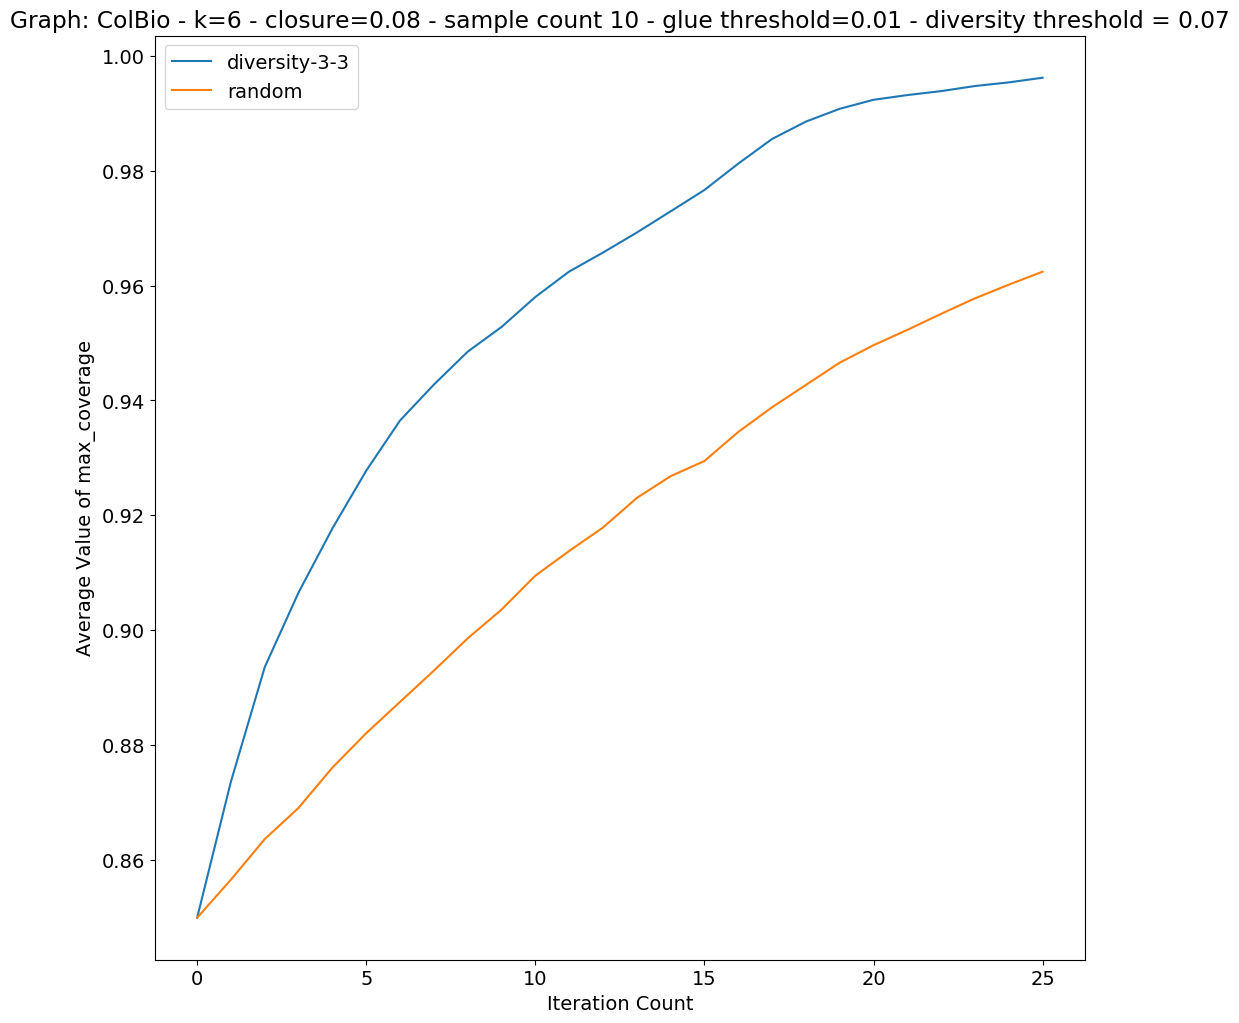 Graph: ColBio - k=6 - closure=0.08 - sample count 10 - glue threshold=0.01 - diversity threshold = 0.07
diversity-3-3
random
1.00
0.98
0.96
0.94
0.92
0.90
0.88
0.86
Average Value of max_coverage
0
5
10
15
20
25
Iteration Count